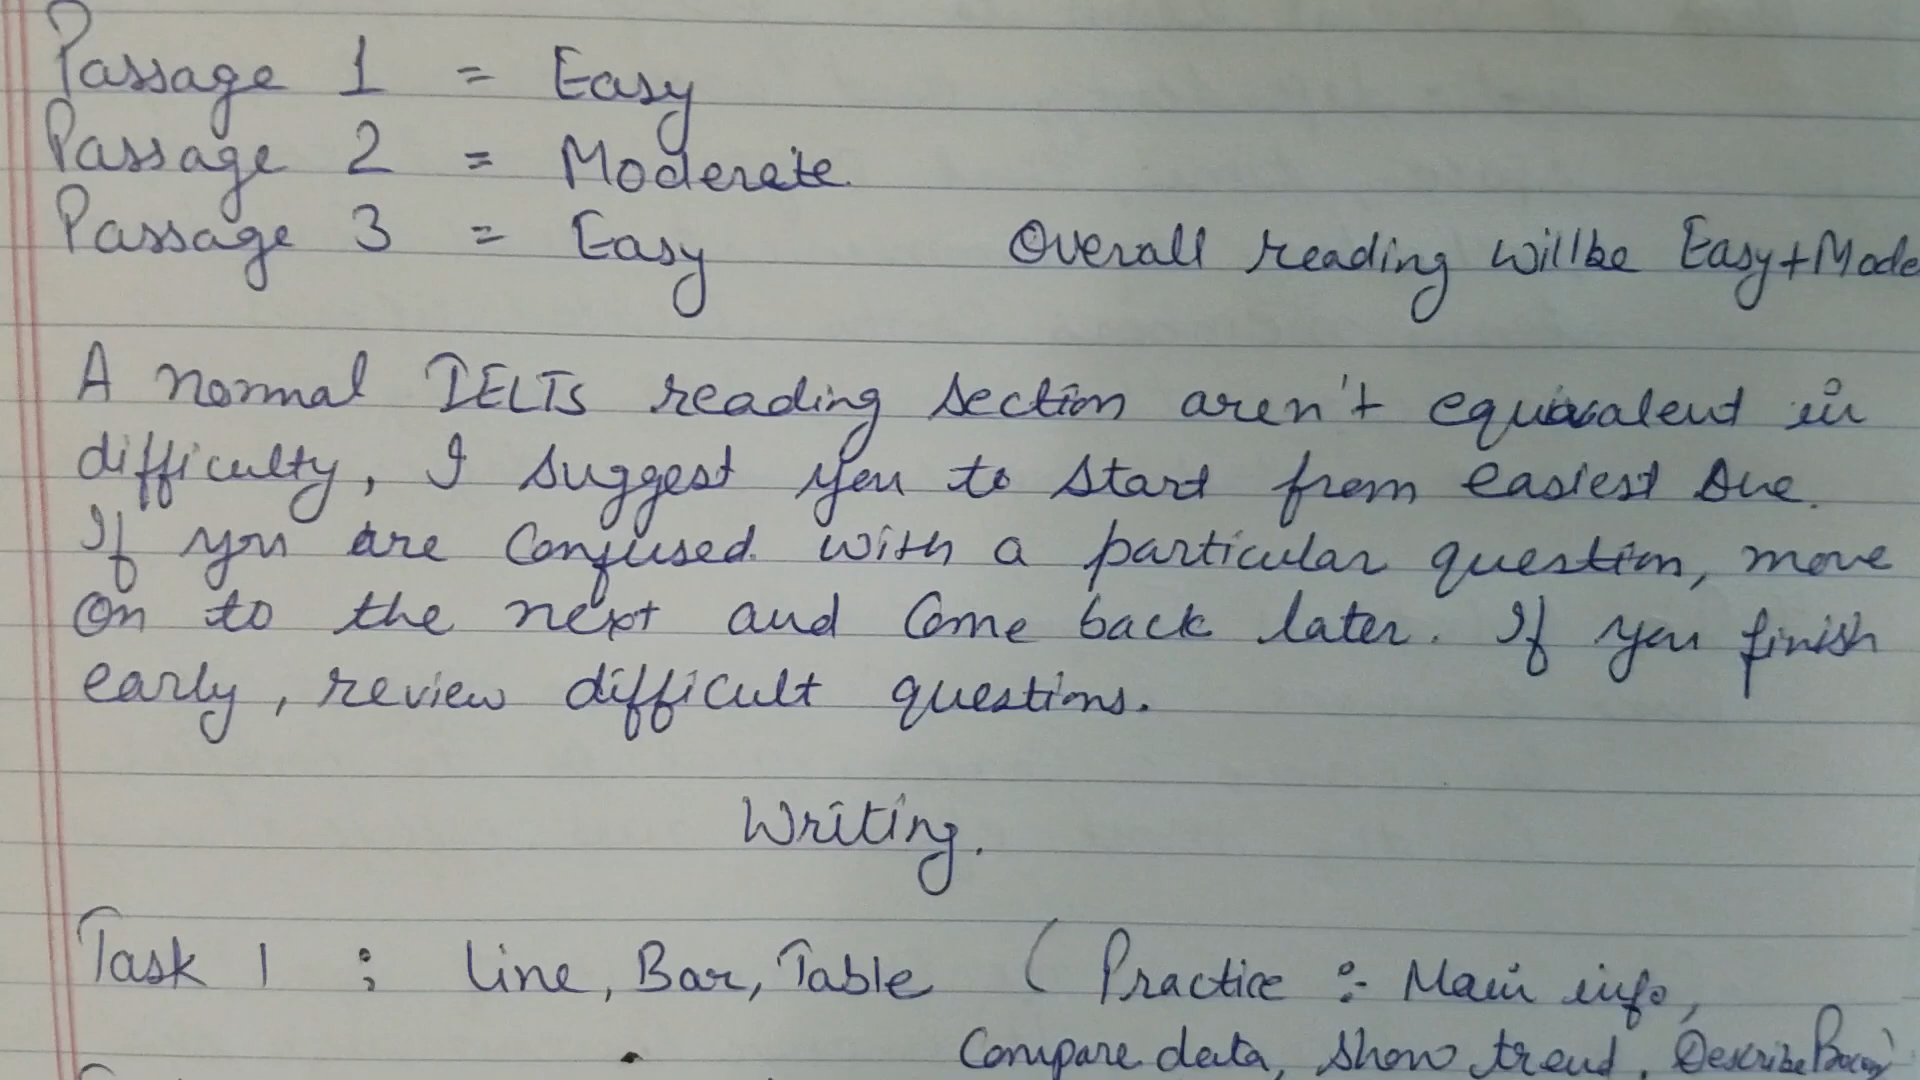 Passage 1 = Easy
Passage 2 = Moderate.
Passage 3 = Easy Overall reading will be Easy+Mode
A normal IELTs reading section aren't equivalent in
difficulty, I suggest you to start from easiest one.
If you are confused with a particular question, move
on to the next and come back later. If you finish
early, review difficult questions.
Writing.
Task 1 : line, Bar, Table ( Practice :- Main info,
Compare data, show trend, Describe